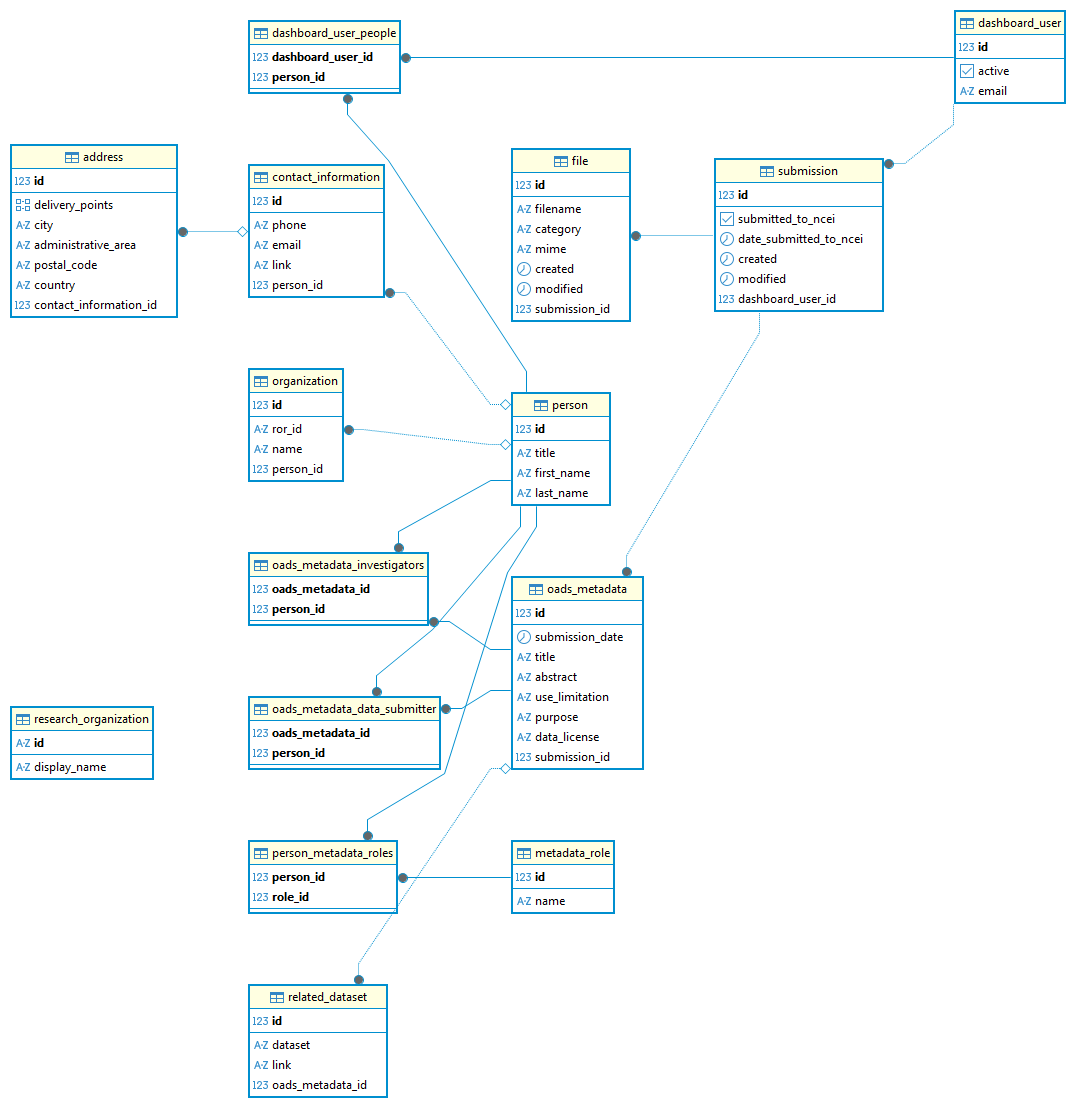 dashboard_user_people
123 dashboard_user_id
123 person_id
dashboard_user
123 id
active
A-Z email
address
123 id
delivery_points
A-Z city
A-Z administrative_area
A-Z postal_code
A-Z country
123 contact_information_id
contact_information
123 id
A-Z phone
A-Z email
A-Z link
123 person_id
file
123 id
A-Z filename
A-Z category
A-Z mime
created
modified
123 submission_id
submission
123 id
submitted_to_ncei
date_submitted_to_ncei
created
modified
123 dashboard_user_id
organization
123 id
A-Z ror_id
A-Z name
123 person_id
person
123 id
A-Z title
A-Z first_name
A-Z last_name
oads_metadata_investigators
123 oads_metadata_id
123 person_id
oads_metadata
123 id
submission_date
A-Z title
A-Z abstract
A-Z use_limitation
A-Z purpose
A-Z data_license
123 submission_id
oads_metadata_data_submitter
123 oads_metadata_id
123 person_id
research_organization
A-Z id
A-Z display_name
person_metadata_roles
123 person_id
123 role_id
metadata_role
123 id
A-Z name
related_dataset
123 id
A-Z dataset
A-Z link
123 oads_metadata_id